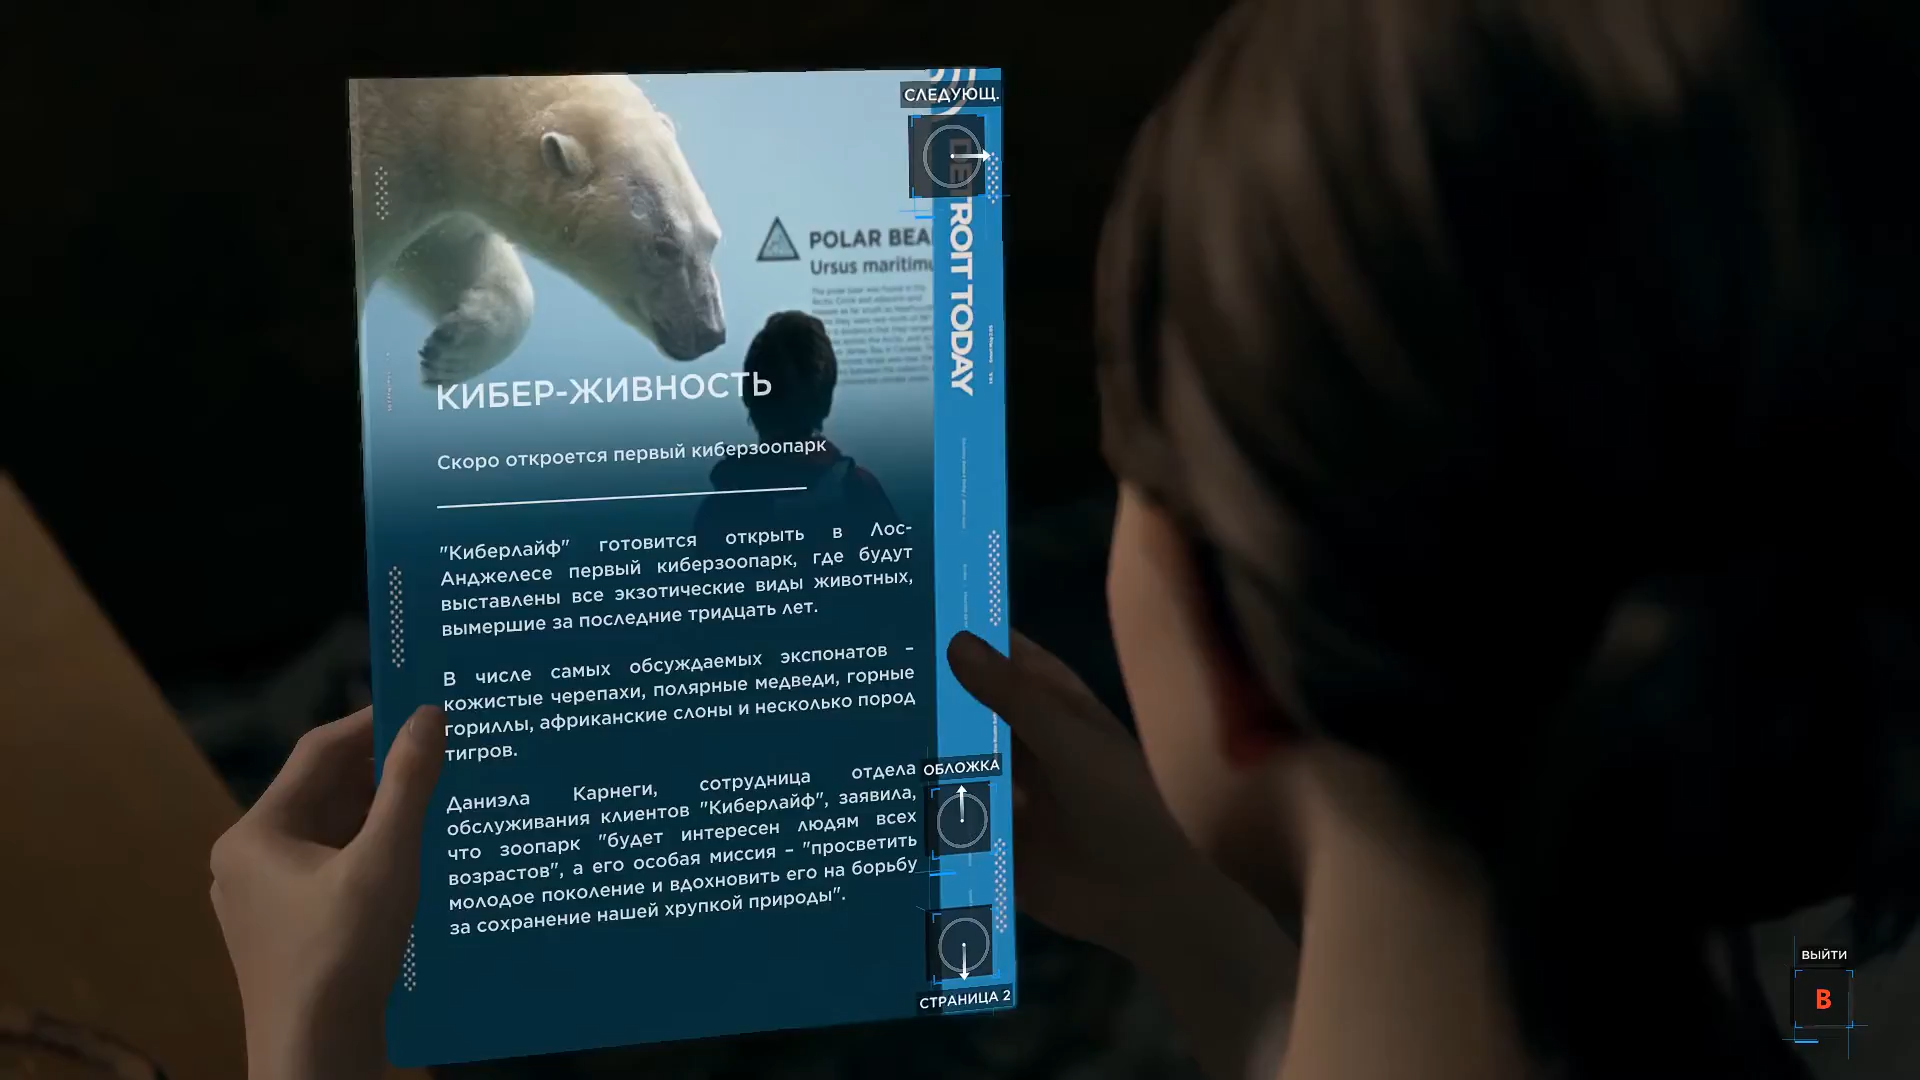 СЛЕДУЮЩ.
DETROIT TODAY
POLAR BEA
Ursus maritimu
КИБЕР-ЖИВНОСТЬ
Скоро откроется первый киберзоопарк
"Киберлайф" готовится открыть в Лос-
Анджелесе первый киберзоопарк, где будут
выставлены все экзотические виды животных,
вымершие за последние тридцать лет.
В числе самых обсуждаемых экспонатов –
кожистые черепахи, полярные медведи, горные
гориллы, африканские слоны и несколько пород
тигров.
Даниэла Карнеги, сотрудница отдела
обслуживания клиентов "Киберлайф", заявила,
что зоопарк "будет интересен людям всех
возрастов", а его особая миссия – "просветить
молодое поколение и вдохновить его на борьбу
за сохранение нашей хрупкой природы".
ОБЛОЖКА
СТРАНИЦА 2
ВЫЙТИ
B